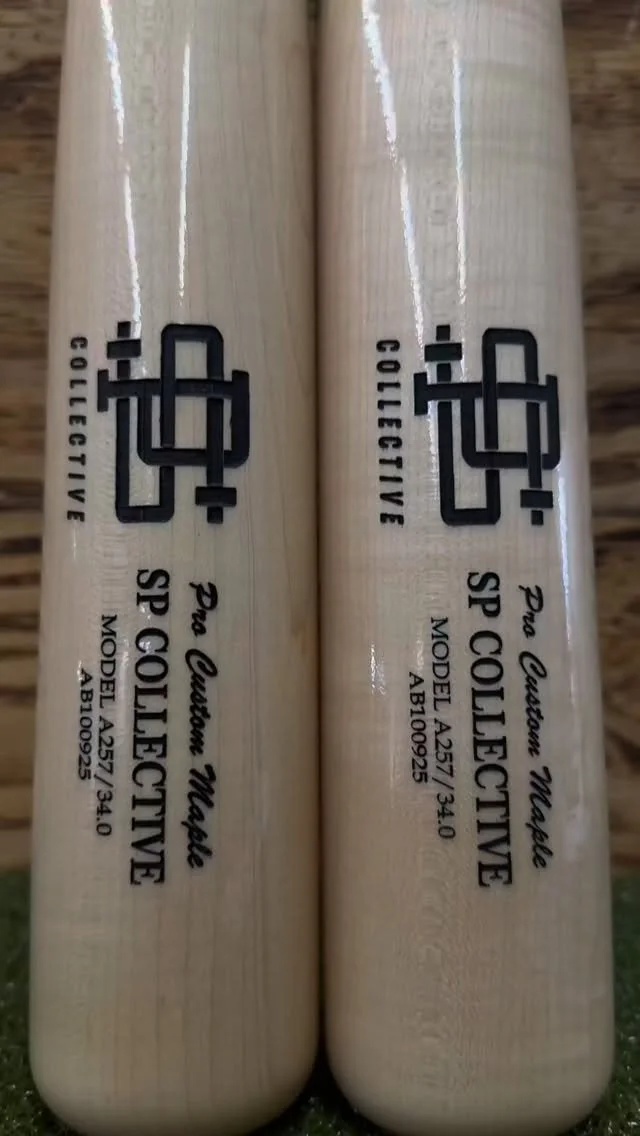 COLLECTIVE
Pro Custom Maple
SP COLLECTIVE
MODEL A257/34.0
AB100925
COLLECTIVE
Pro Custom Maple
SP COLLECTIVE
MODEL A257/34.0
AB100925